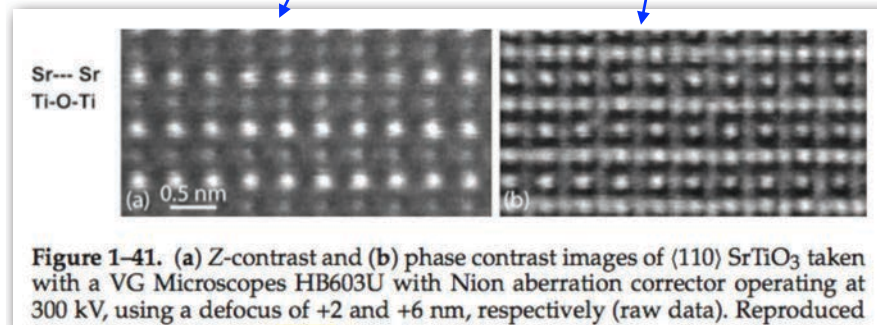 Sr--- Sr
Ti-O-Ti
(a) 0.5 nm
(b)
Figure 1–41. (a) Z-contrast and (b) phase contrast images of ⟨110⟩ SrTiO₃ taken
with a VG Microscopes HB603U with Nion aberration corrector operating at
300 kV, using a defocus of +2 and +6 nm, respectively (raw data). Reproduced